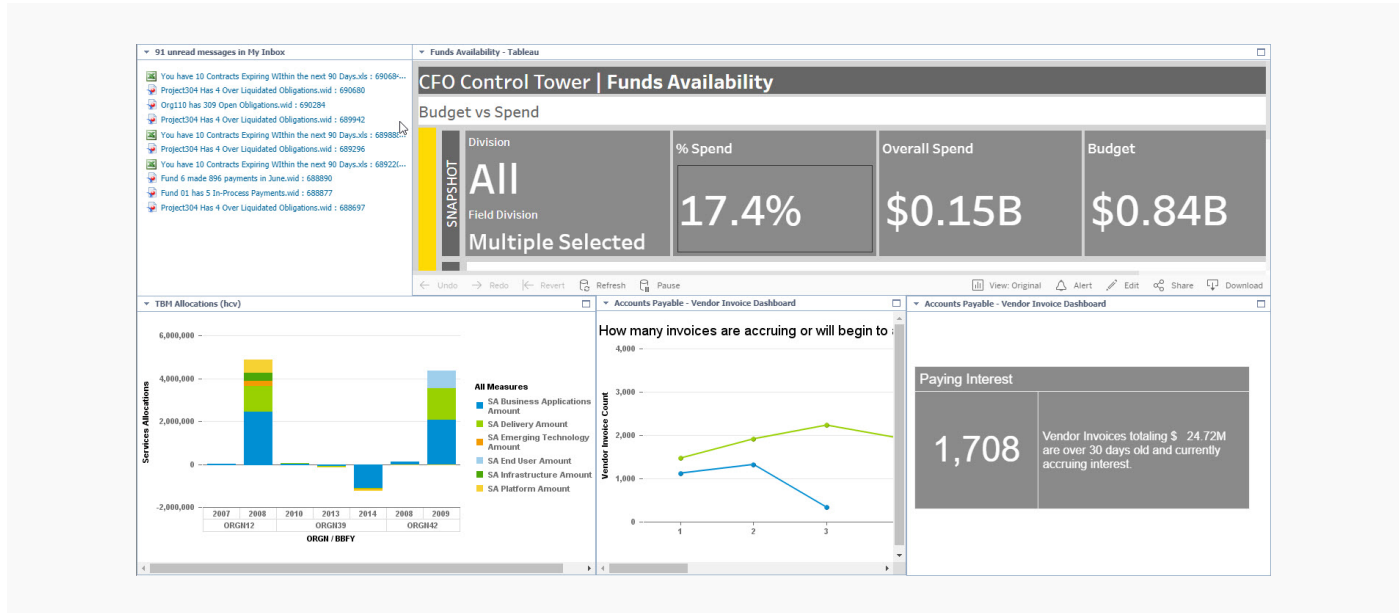 91 unread messages in My Inbox
You have 10 Contracts Expiring WIthin the next 90 Days.xls : 69068-...
Project304 Has 4 Over Liquidated Obligations.wid : 690680
Org110 has 309 Open Obligations.wid : 690284
Project304 Has 4 Over Liquidated Obligations.wid : 689942
You have 10 Contracts Expiring WIthin the next 90 Days.xls : 68988...
Project304 Has 4 Over Liquidated Obligations.wid : 689296
You have 10 Contracts Expiring WIthin the next 90 Days.xls : 68922(...
Fund 6 made 896 payments in June.wid : 688890
Fund 01 has 5 In-Process Payments.wid : 688877
Project304 Has 4 Over Liquidated Obligations.wid : 688697
Funds Availability - Tableau
CFO Control Tower | Funds Availability
Budget vs Spend
SNAPSHOT
Division
All
Field Division
Multiple Selected
% Spend
17.4%
Overall Spend
$0.15B
Budget
$0.84B
Undo Redo Revert Refresh Pause View: Original Alert Edit Share Download
TBM Allocations (hcv)
Services Allocations
6,000,000
4,000,000
2,000,000
0
-2,000,000
2007 2008 2010 2013 2014 2008 2009
ORGN12 ORGN39 ORGN42
ORGN / BBFY
All Measures
SA Business Applications
Amount
SA Delivery Amount
SA Emerging Technology
Amount
SA End User Amount
SA Infrastructure Amount
SA Platform Amount
Accounts Payable - Vendor Invoice Dashboard
How many invoices are accruing or will begin to
Vendor Invoice Count
4,000
3,000
2,000
1,000
0
1 2 3
Accounts Payable - Vendor Invoice Dashboard
Paying Interest
1,708
Vendor Invoices totaling $ 24.72M
are over 30 days old and currently
accruing interest.